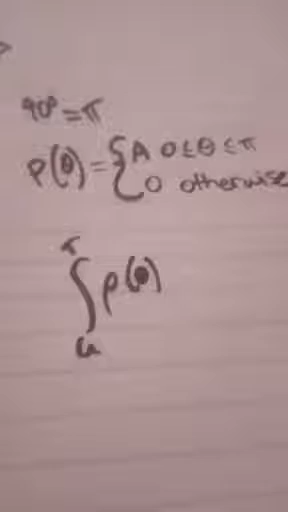 90° = π
P(θ) = { A 0 ≤ θ ≤ π
0 otherwise
π
∫ P(θ)
a